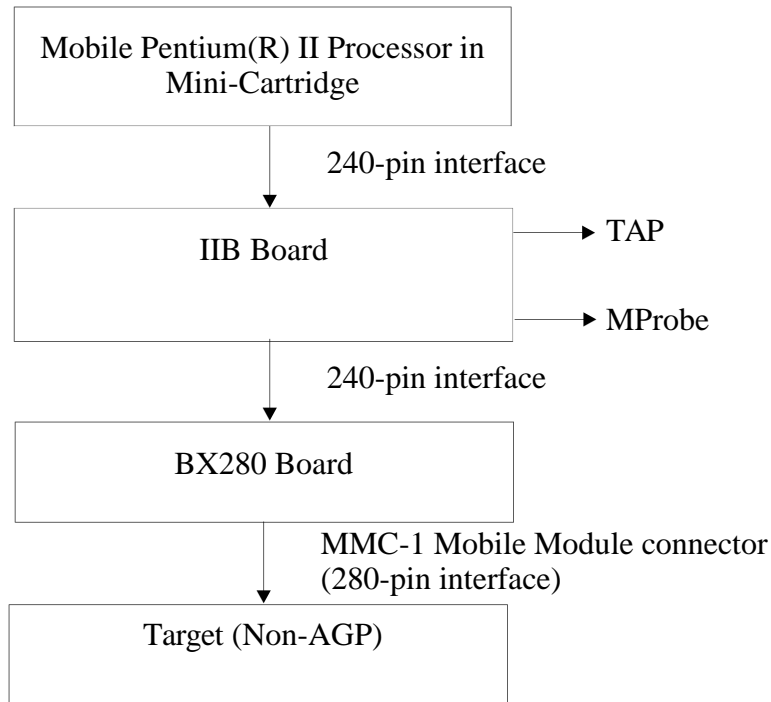 Mobile Pentium(R) II Processor in
Mini-Cartridge
240-pin interface
IIB Board
TAP
MProbe
240-pin interface
BX280 Board
MMC-1 Mobile Module connector
(280-pin interface)
Target (Non-AGP)